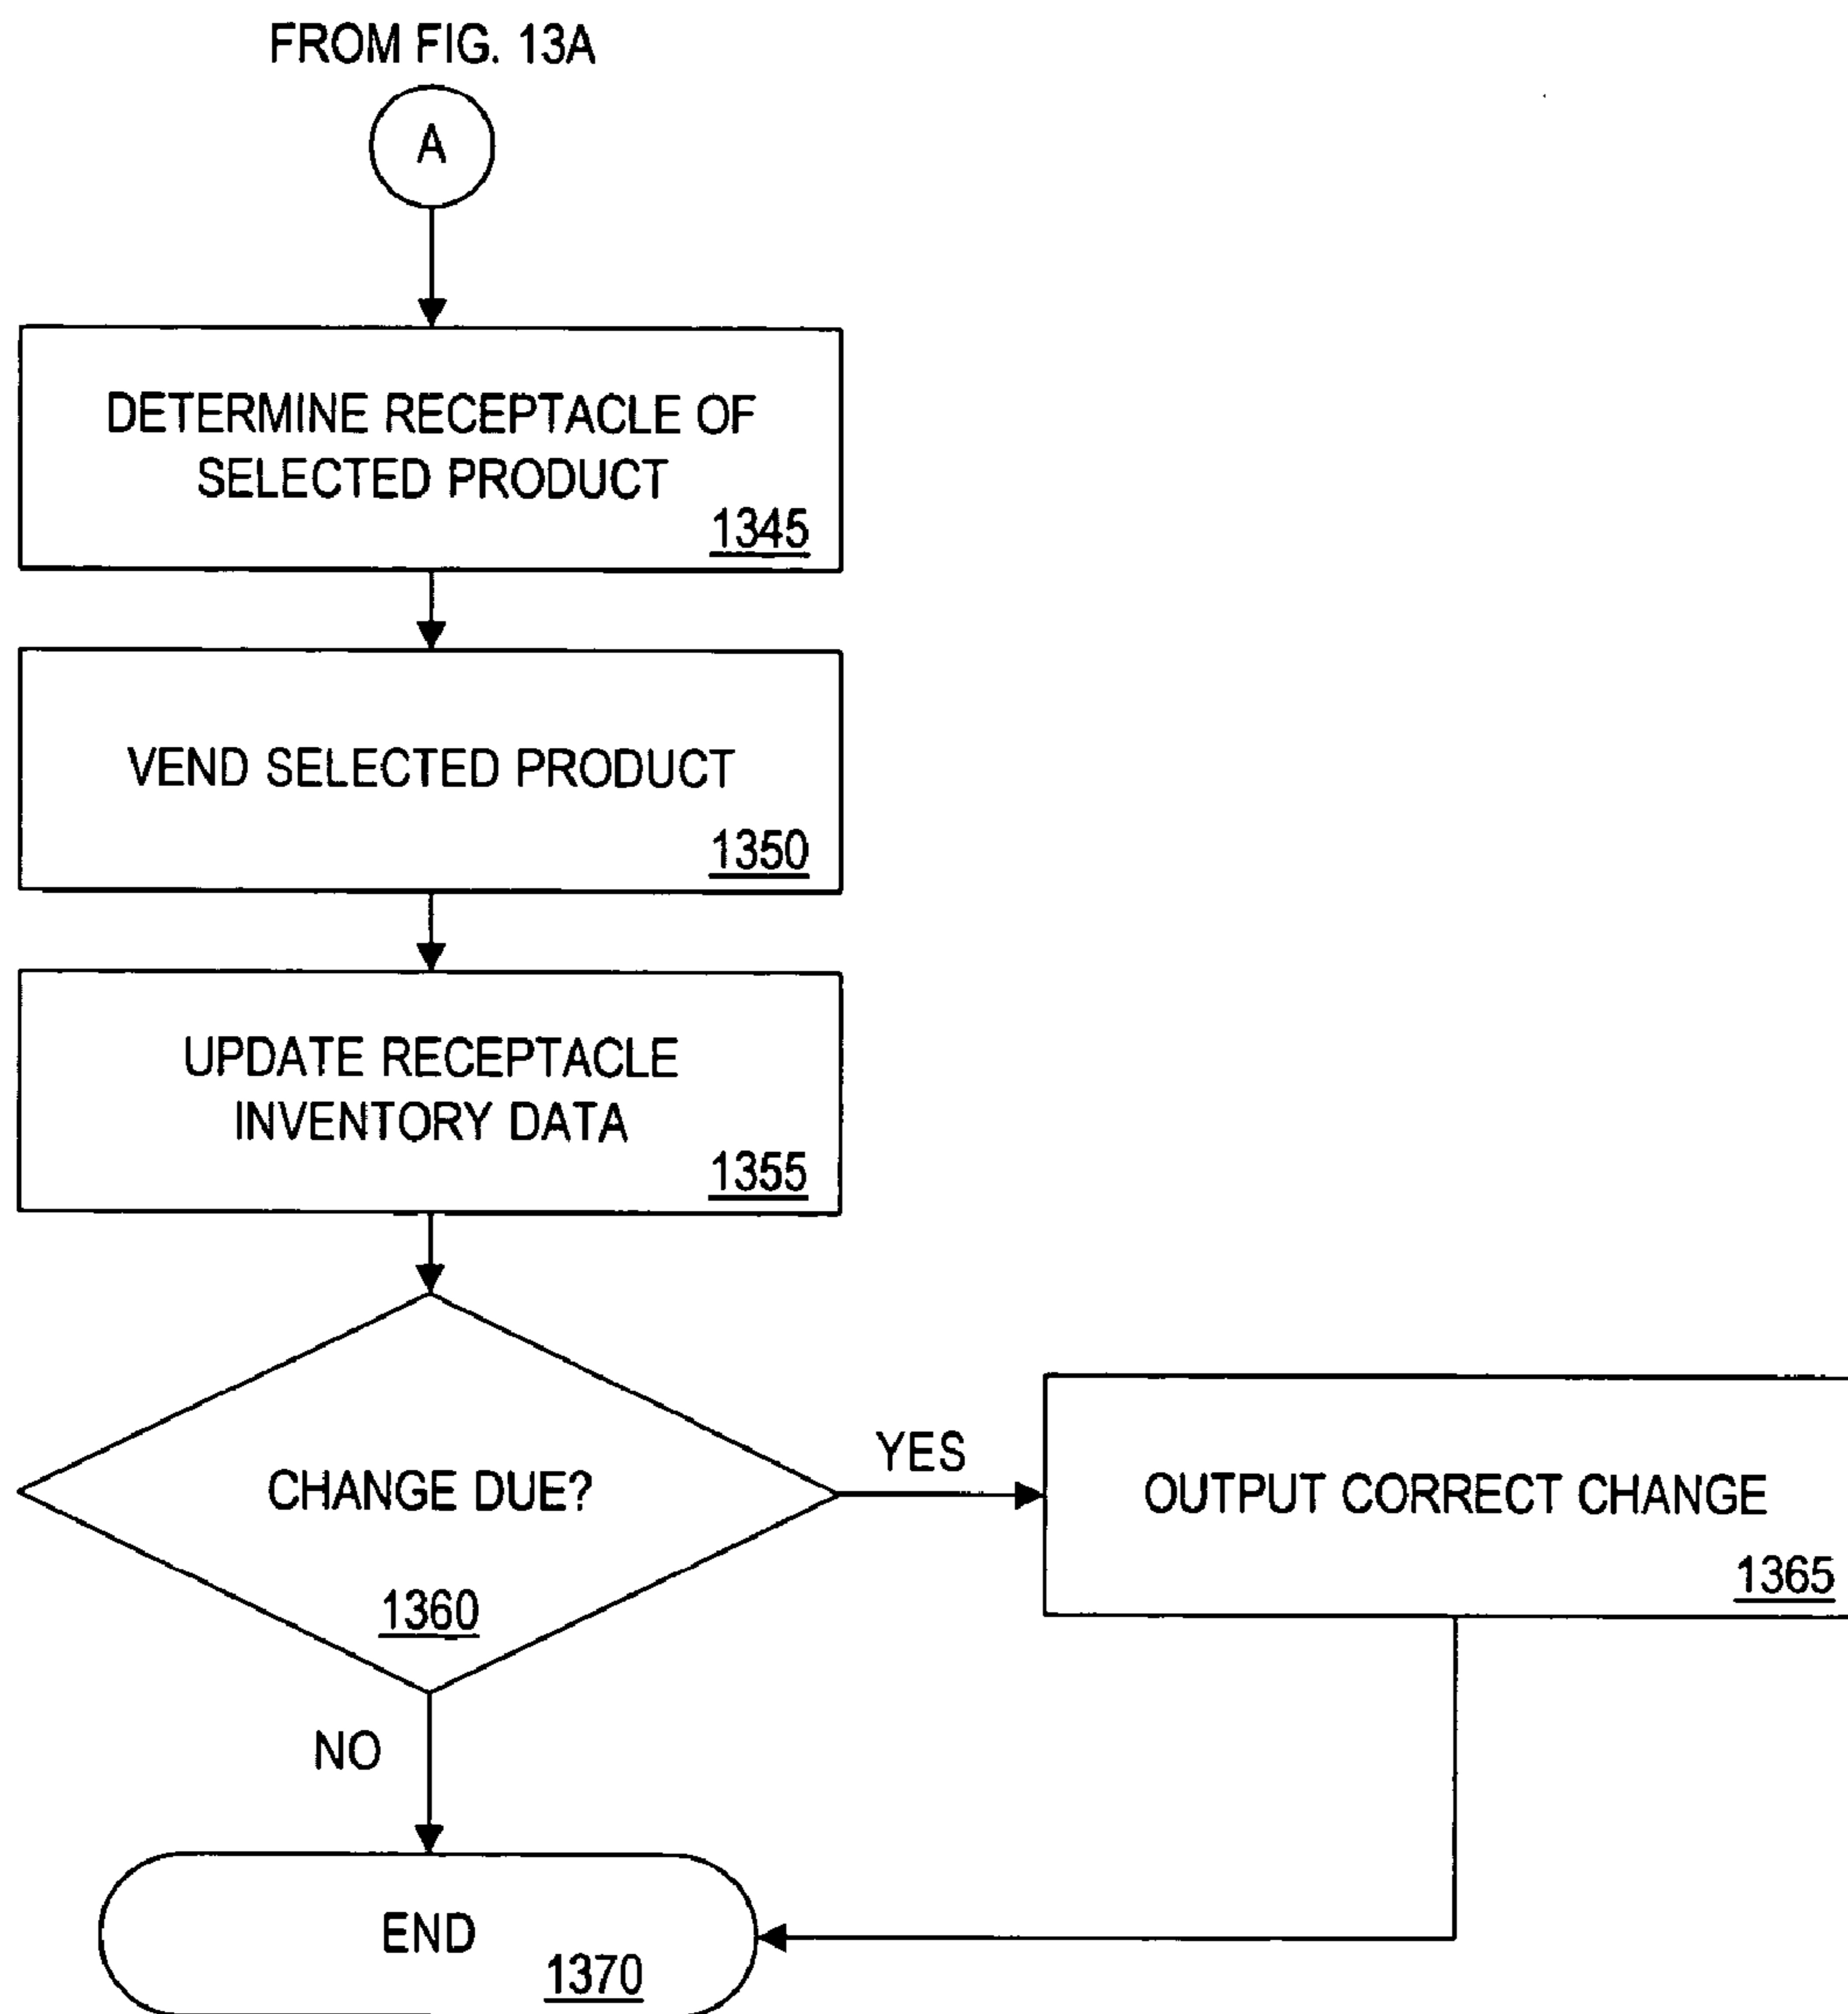 FROM FIG. 13A
A
DETERMINE RECEPTACLE OF
SELECTED PRODUCT
1345
VEND SELECTED PRODUCT
1350
UPDATE RECEPTACLE
INVENTORY DATA
1355
CHANGE DUE?
1360
YES
OUTPUT CORRECT CHANGE
1365
NO
END
1370